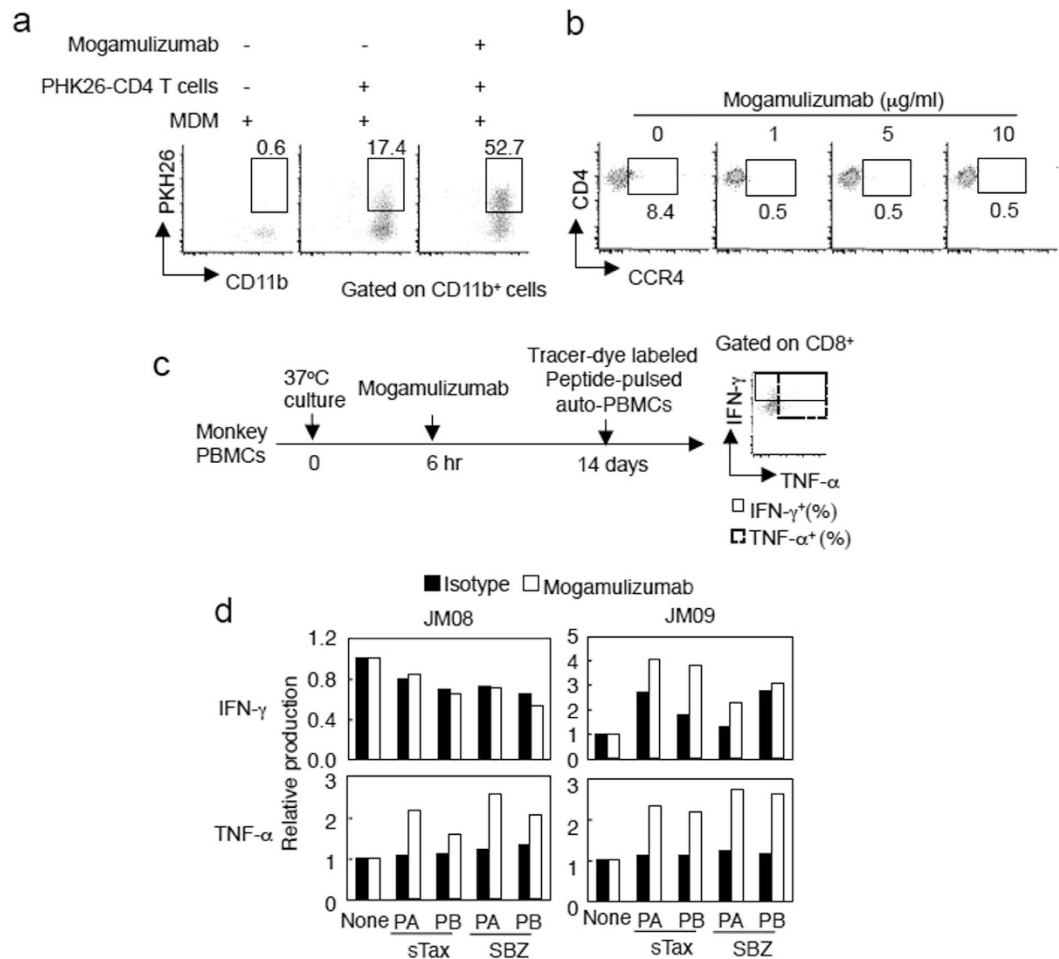 a
Mogamulizumab - - +
PHK26-CD4 T cells - + +
MDM + + +
0.6 17.4 52.7
PKH26
CD11b
Gated on CD11b⁺ cells
b
Mogamulizumab (μg/ml)
0 1 5 10
CD4
8.4 0.5 0.5 0.5
CCR4
c
37ºC
culture
Mogamulizumab
Tracer-dye labeled
Peptide-pulsed
auto-PBMCs
Monkey
PBMCs
0 6 hr 14 days
Gated on CD8⁺
IFN-γ
TNF-α
IFN-γ⁺(%)
TNF-α⁺(%)
Isotype Mogamulizumab
d
JM08 JM09
IFN-γ
TNF-α
Relative production
1.2
0.8
0.4
0.0
5
4
3
2
1
0
3
2
1
0
3
2
1
0
None PA PB PA PB
sTax SBZ
None PA PB PA PB
sTax SBZ